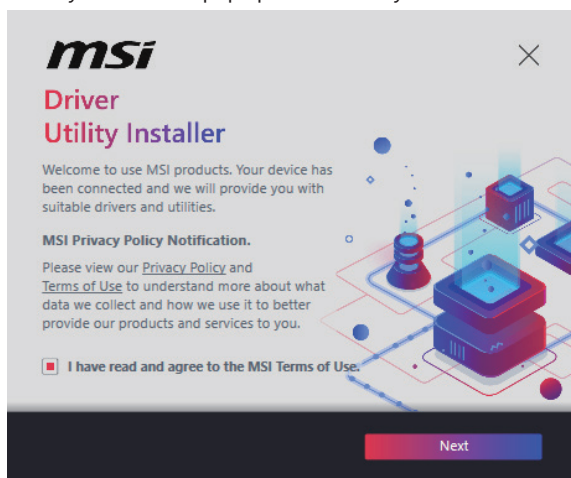 msi
Driver
Utility Installer
Welcome to use MSI products. Your device has
been connected and we will provide you with
suitable drivers and utilities.
MSI Privacy Policy Notification.
Please view our Privacy Policy and
Terms of Use to understand more about what
data we collect and how we use it to better
provide our products and services to you.
I have read and agree to the MSI Terms of Use.
Next